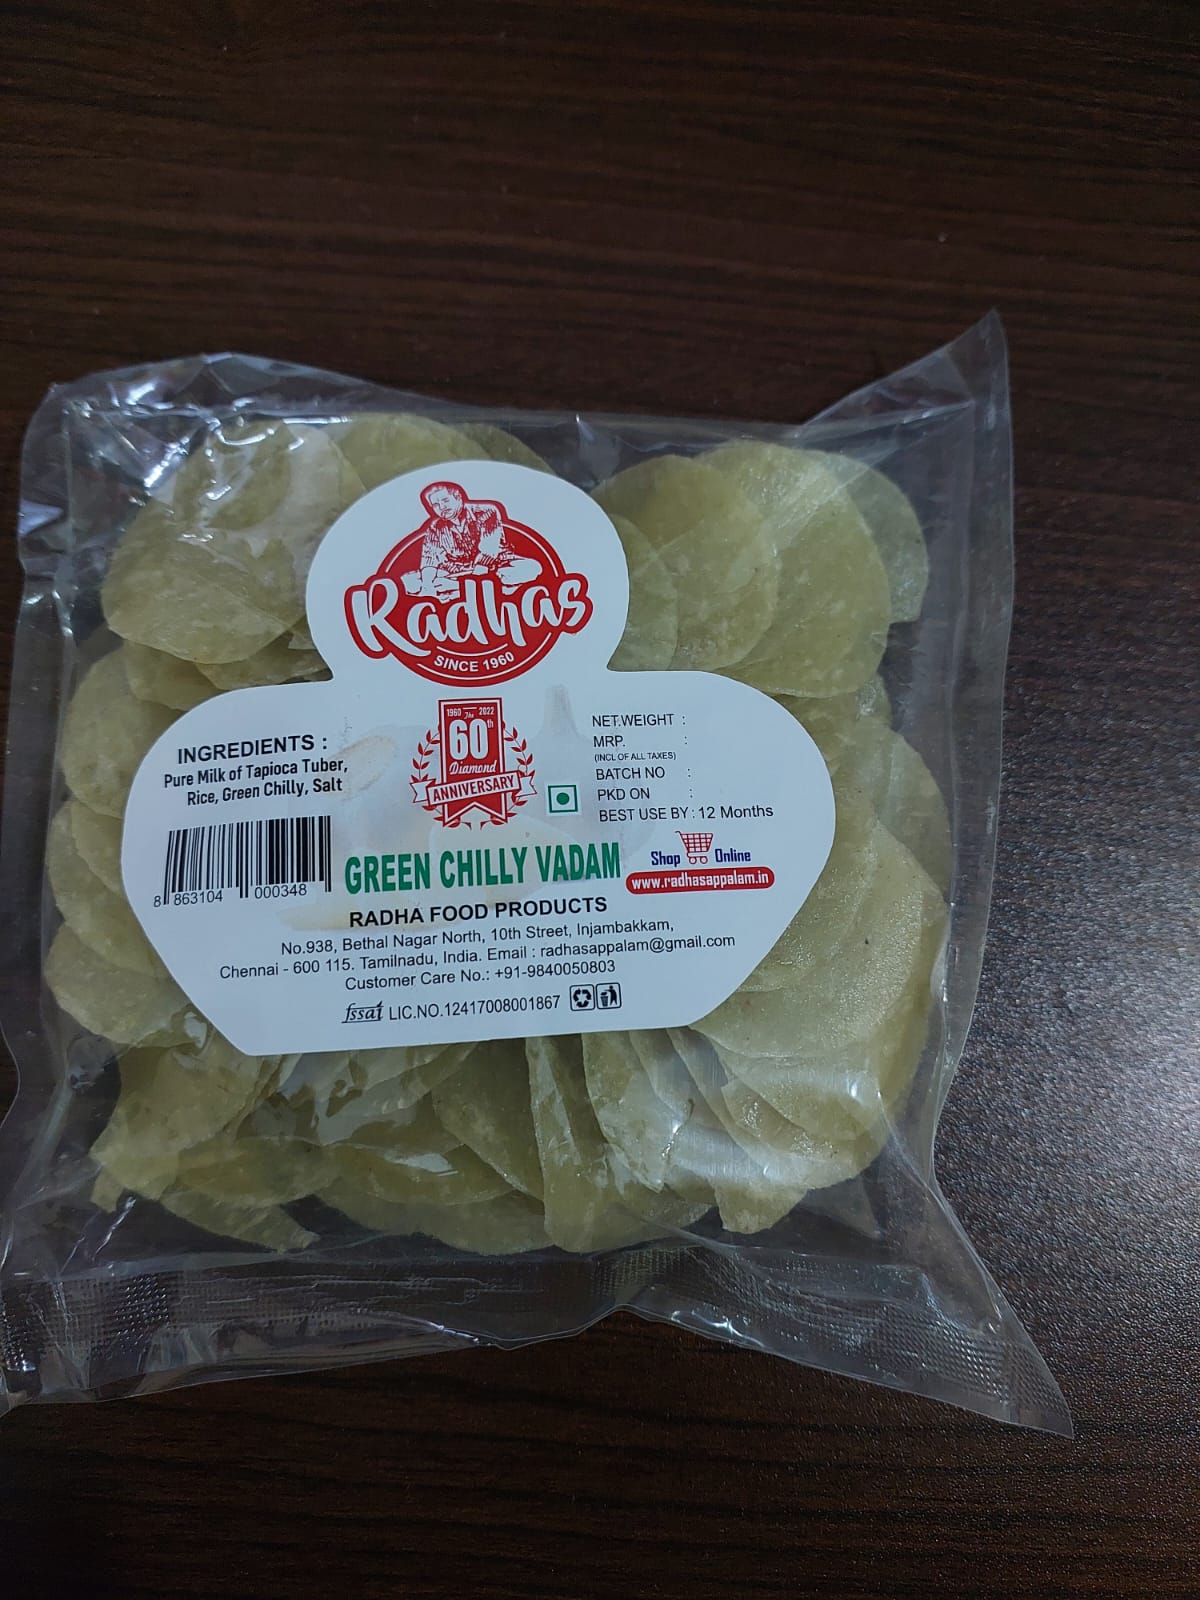 Radhas
SINCE 1960
1960 The 2022
60th
Diamond
ANNIVERSARY
INGREDIENTS :
Pure Milk of Tapioca Tuber,
Rice, Green Chilly, Salt
8 863104 000348
NET.WEIGHT :
MRP. :
(INCL OF ALL TAXES)
BATCH NO :
PKD ON :
BEST USE BY : 12 Months
Shop Online
www.radhasappalam.in
GREEN CHILLY VADAM
RADHA FOOD PRODUCTS
No.938, Bethal Nagar North, 10th Street, Injambakkam,
Chennai - 600 115. Tamilnadu, India. Email : radhasappalam@gmail.com
Customer Care No.: +91-9840050803
fssai LIC.NO.12417008001867